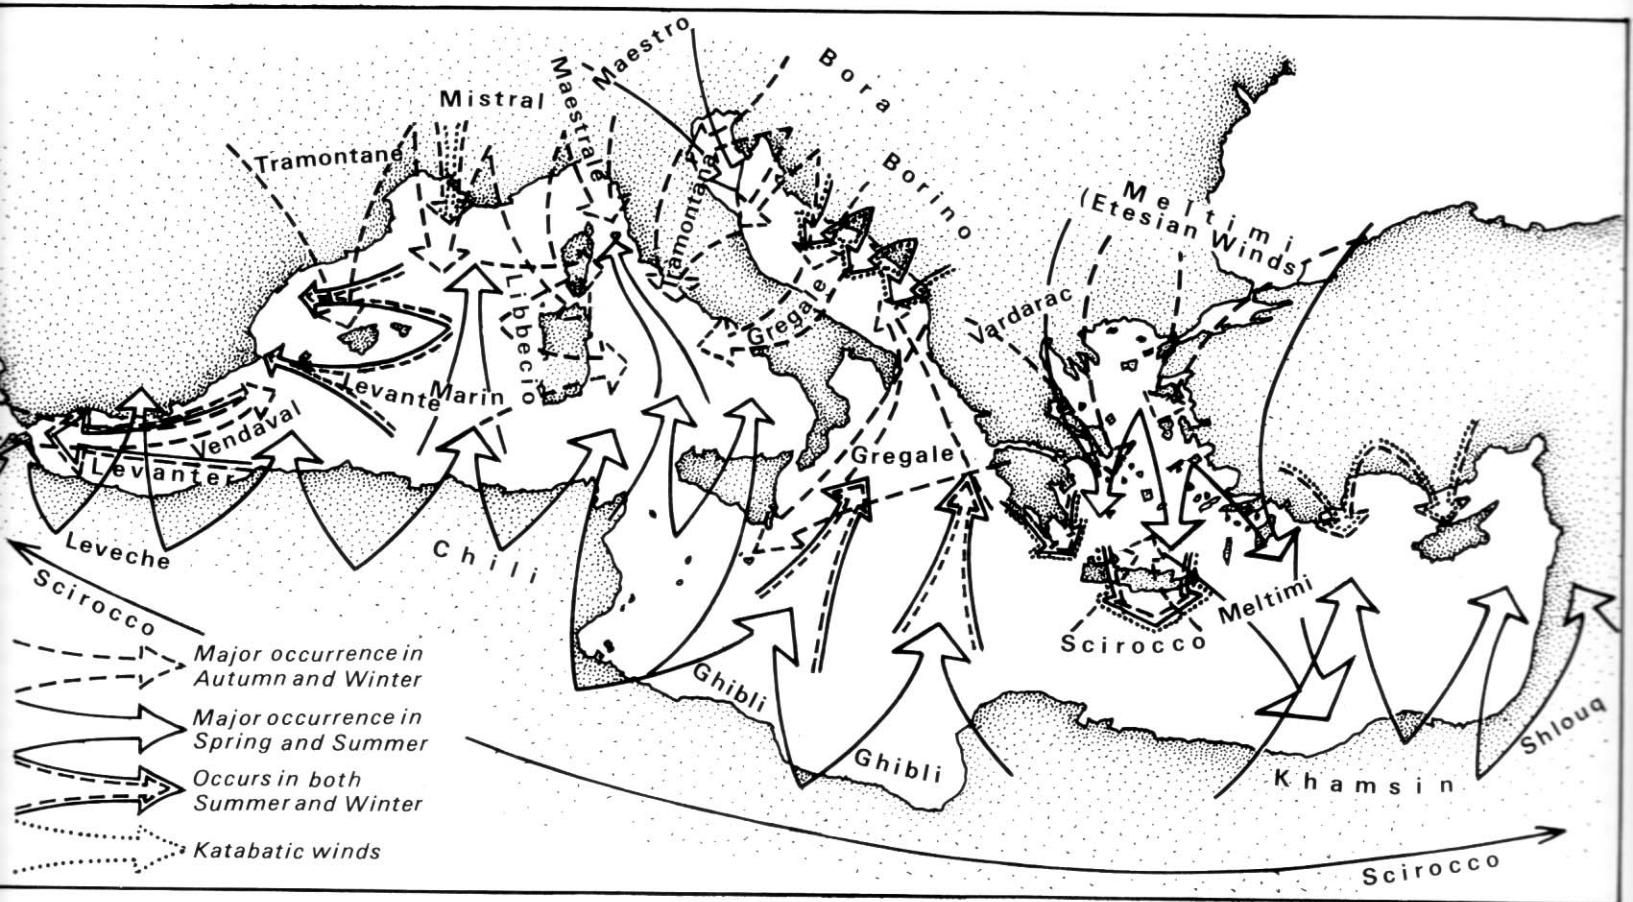 Maestro
Bora
Mistral
Maestrale
Tramontane
Borino
Tramontana
Meltimi
(Etesian Winds)
Vardarac
Gregale
Libbecio
Levante
Marin
Vendaval
Levanter
Gregale
Leveche
Chili
Scirocco
Meltimi
Scirocco
Ghibli
Ghibli
Khamsin
Shlouq
Scirocco
Major occurrence in
Autumn and Winter
Major occurrence in
Spring and Summer
Occurs in both
Summer and Winter
Katabatic winds